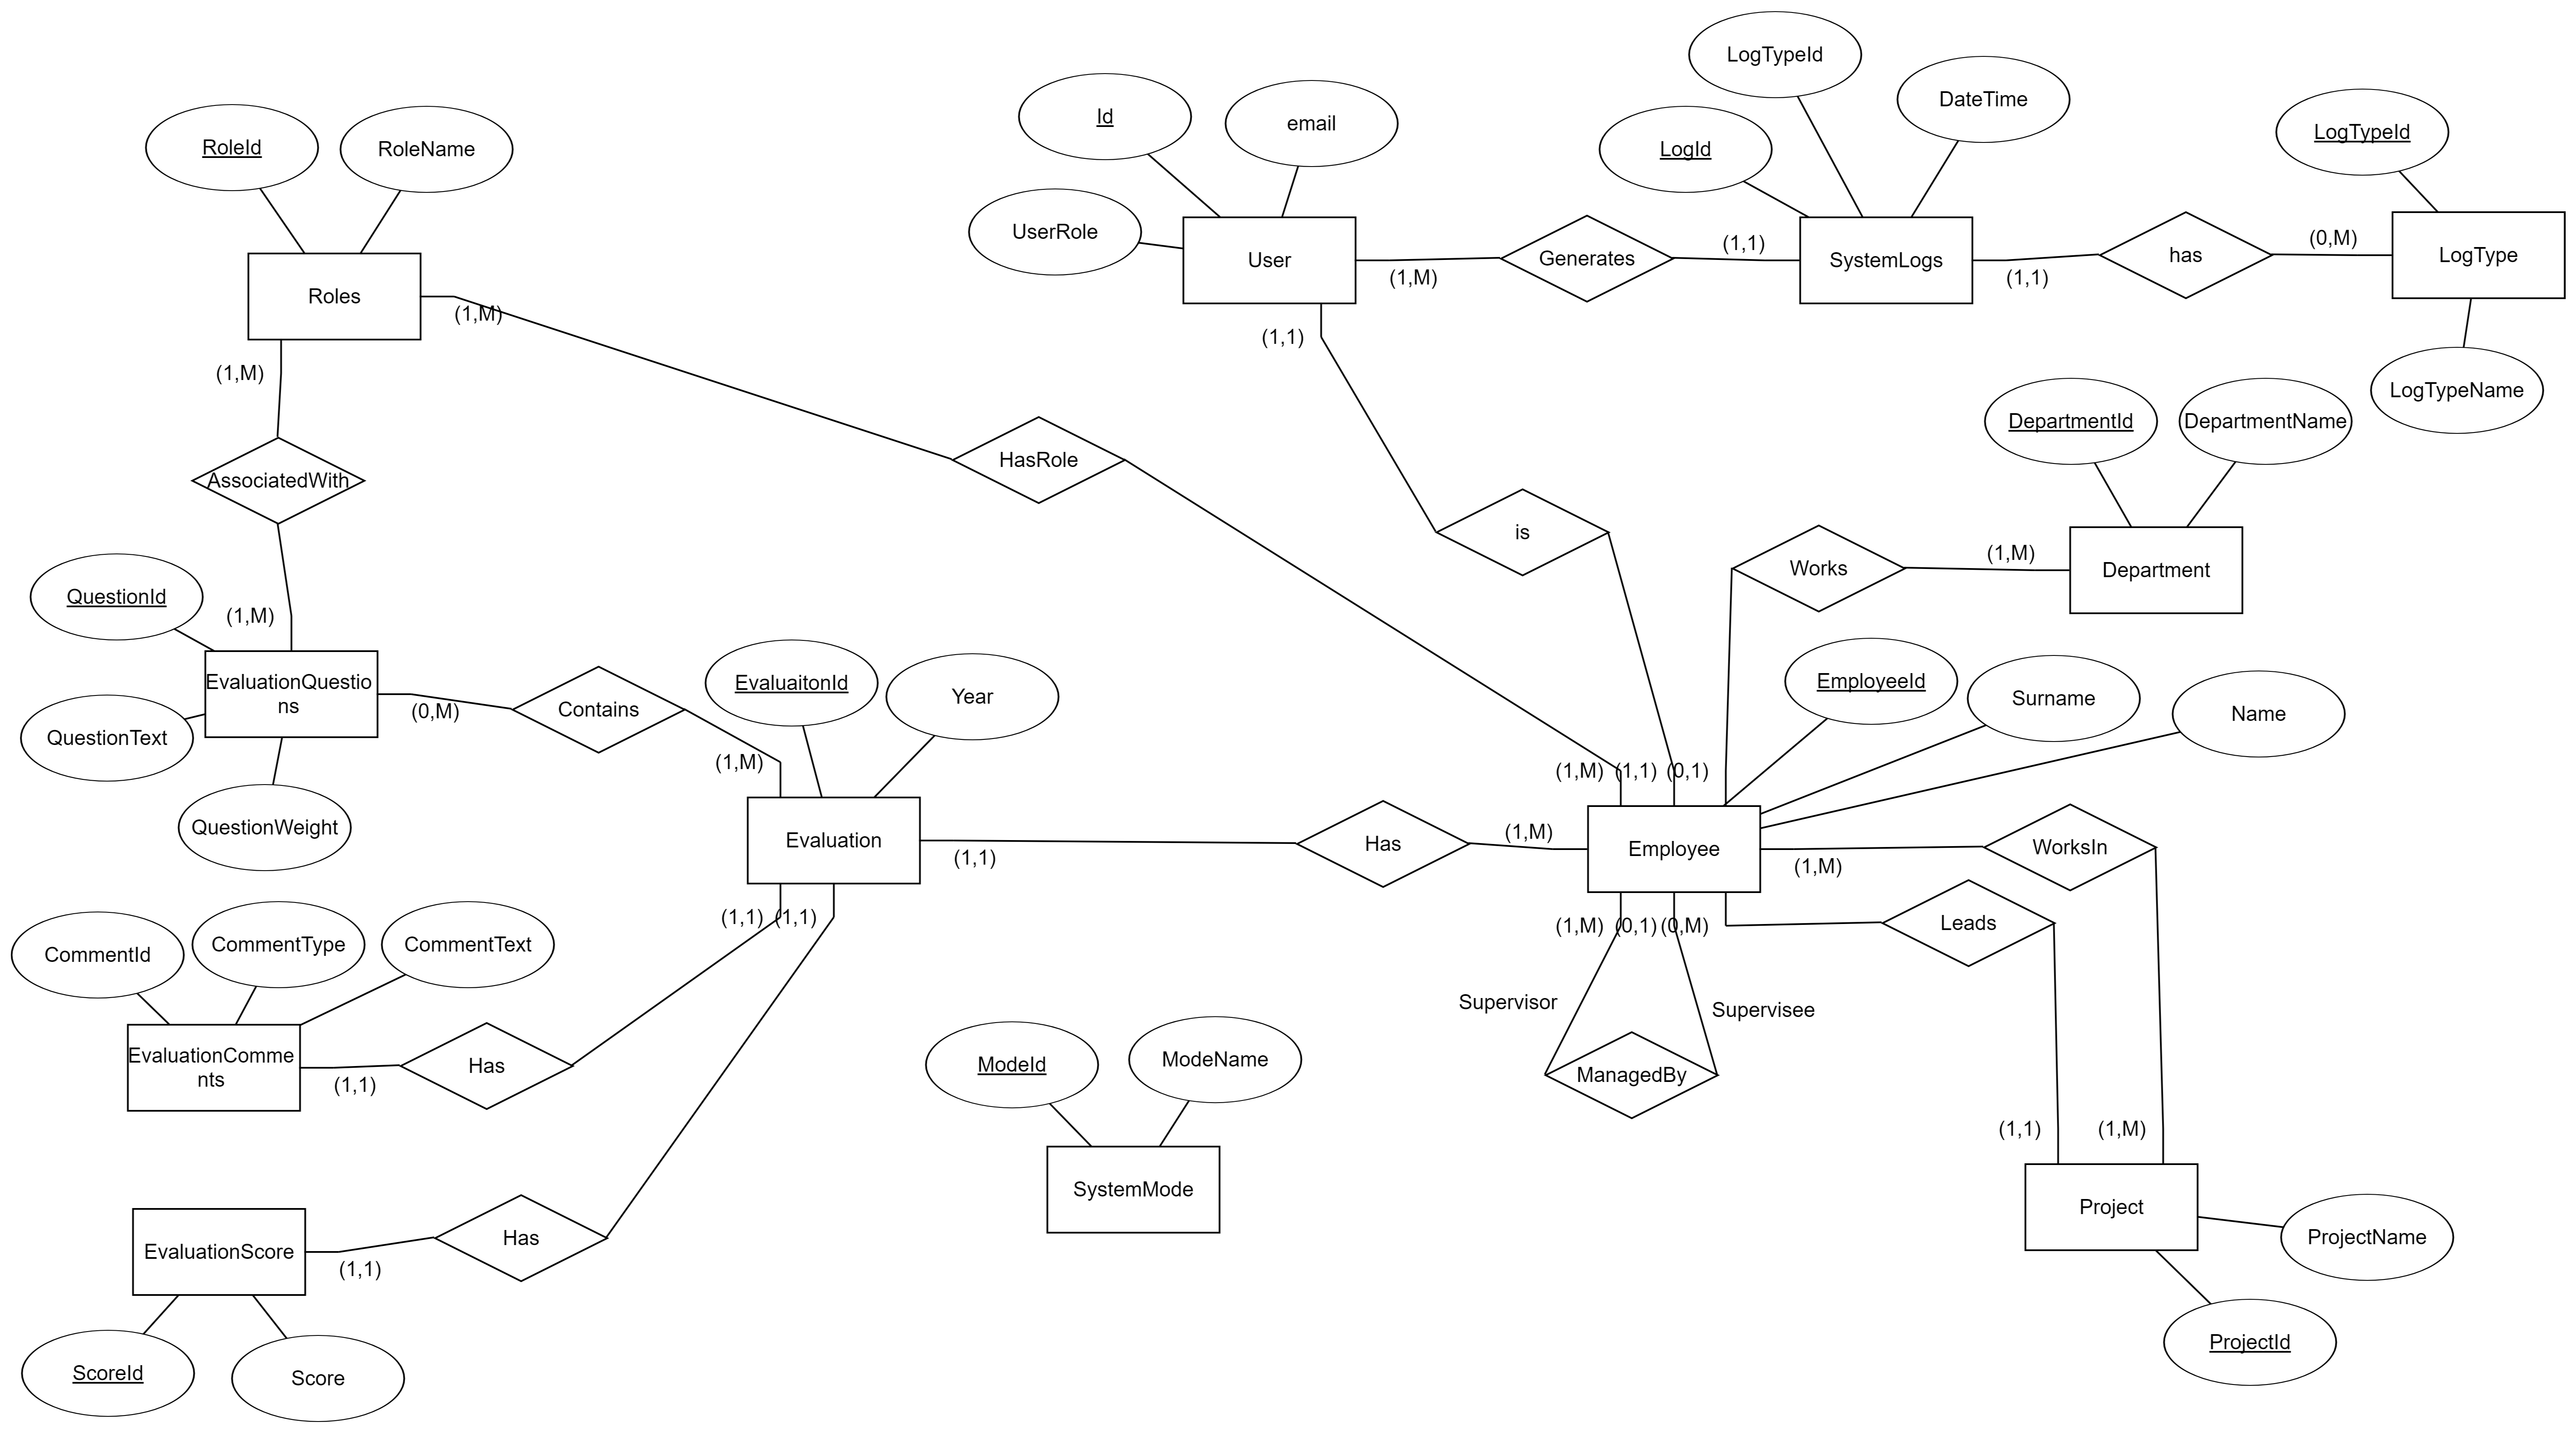 LogTypeId
DateTime
Id
email
LogTypeId
RoleId
RoleName
LogId
UserRole
User
(1,M)
Generates
(1,1)
SystemLogs
(1,1)
has
(0,M)
LogType
Roles
(1,M)
(1,1)
(1,M)
LogTypeName
DepartmentId
DepartmentName
HasRole
AssociatedWith
is
Works
(1,M)
Department
QuestionId
(1,M)
EvaluationQuestio
ns
(0,M)
Contains
EvaluaitonId
Year
EmployeeId
Surname
Name
QuestionText
(1,M)
(1,M)
(1,1)
(0,1)
QuestionWeight
Evaluation
(1,1)
Has
(1,M)
Employee
(1,M)
WorksIn
(1,1)
(1,1)
(1,M)
(0,1)
(0,M)
Leads
CommentId
CommentType
CommentText
Supervisor
Supervisee
EvaluationComme
nts
(1,1)
Has
ModeId
ModeName
ManagedBy
(1,1)
(1,M)
SystemMode
Project
EvaluationScore
(1,1)
Has
ProjectName
ScoreId
Score
ProjectId